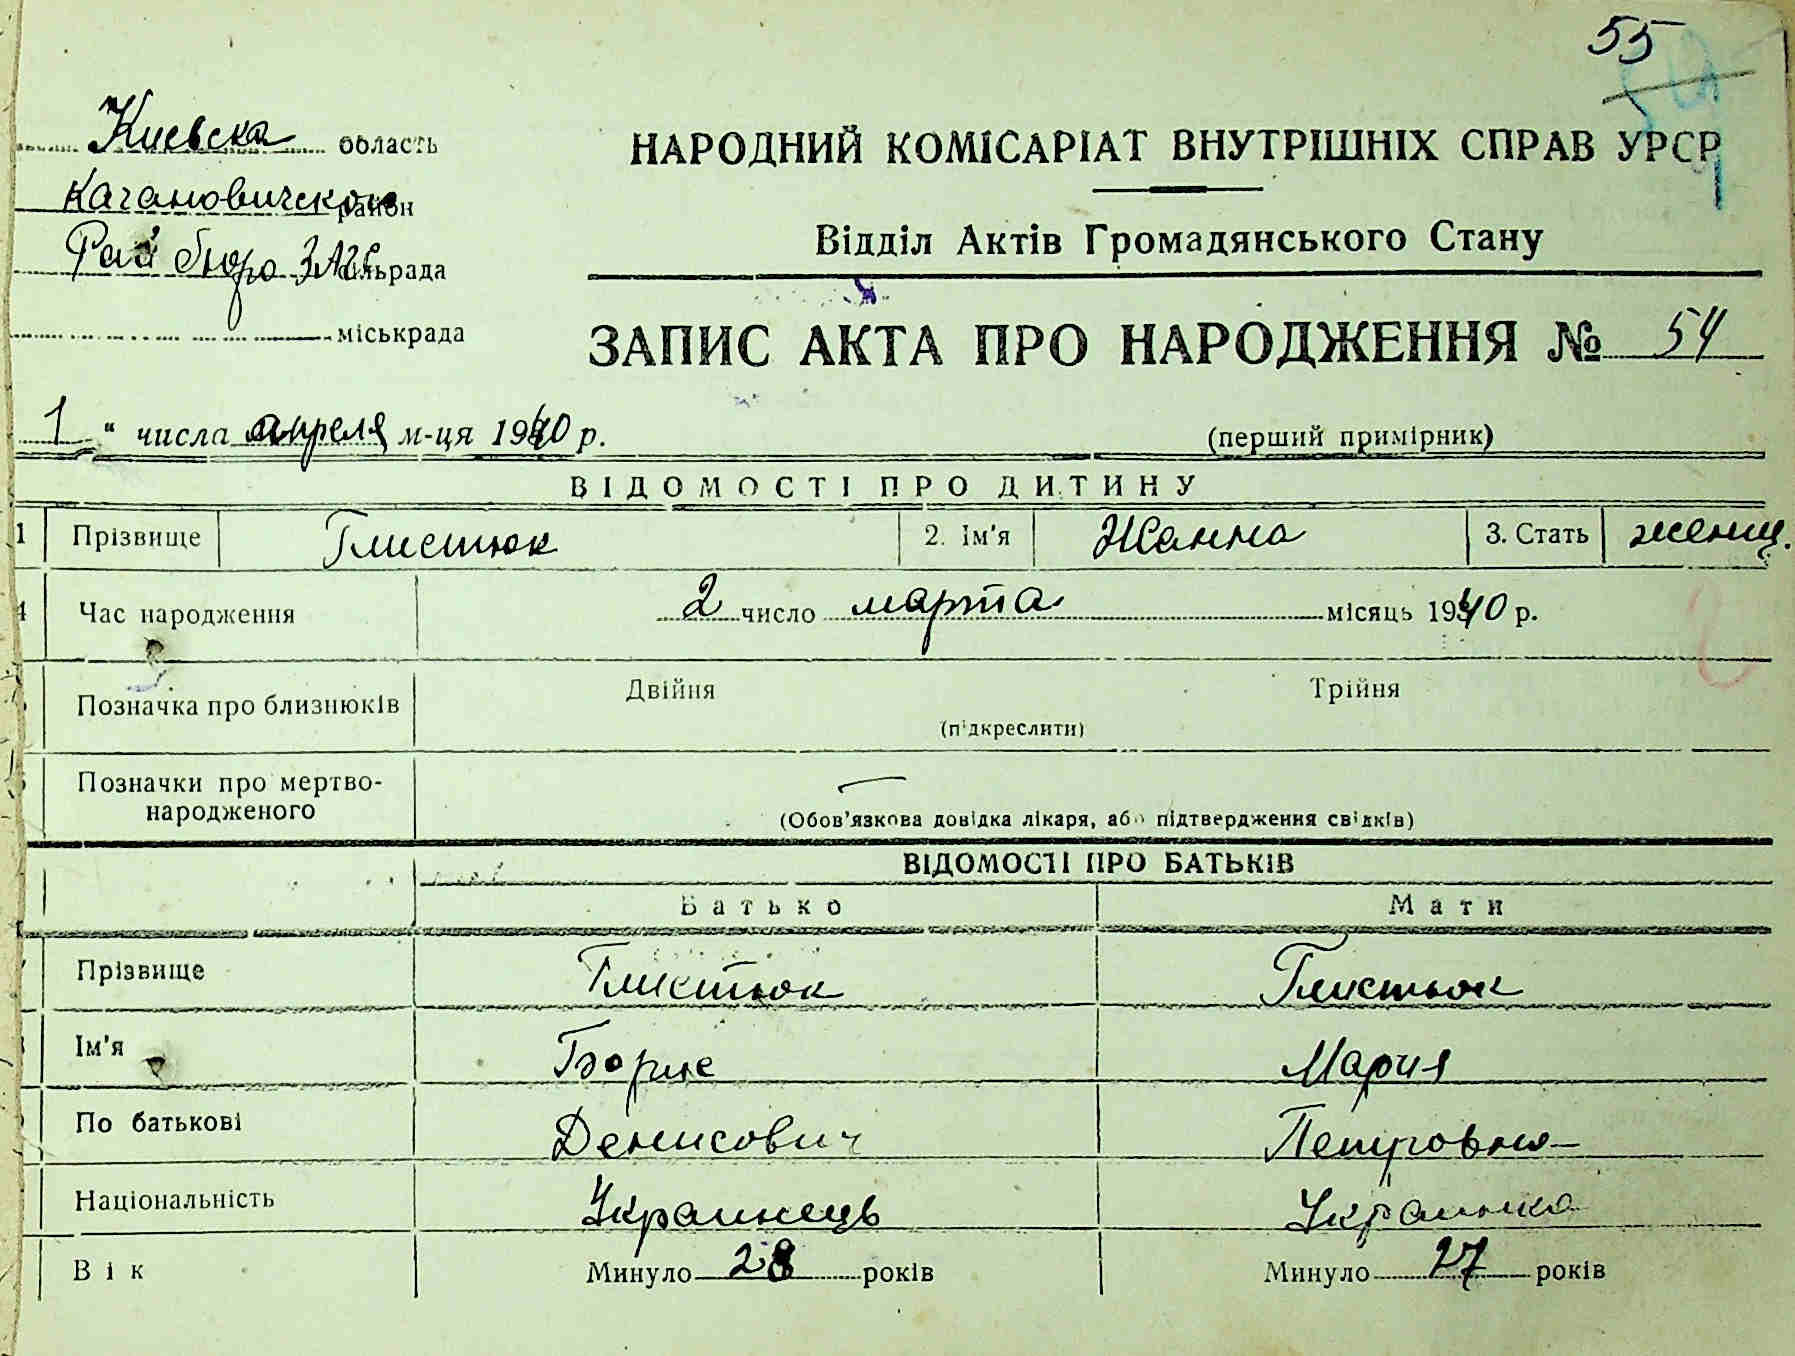 55
Киевска область
Кагановичского район
Рай бюро ЗАГС сільрада
міськрада
НАРОДНИЙ КОМІСАРІАТ ВНУТРІШНІХ СПРАВ УРСР
Відділ Актів Громадянського Стану
ЗАПИС АКТА ПРО НАРОДЖЕННЯ № 54
1 " числа апреля м-ця 1940 р.
(перший примірник)
ВІДОМОСТІ ПРО ДИТИНУ
1 Прізвище Глистюк 2. Ім'я Жанна 3. Стать женщ.
4 Час народження 2 число марта місяць 1940 р.
Позначка про близнюків Двійня Трійня
(підкреслити)
Позначки про мертво-
народженого
(Обов'язкова довідка лікаря, або підтвердження свідків)
ВІДОМОСТІ ПРО БАТЬКІВ
Батько Мати
Прізвище Глистюк Глистюк
Ім'я Борис Мария
По батькові Денисович Петровна
Національність Украинець Украинка
Вік Минуло 28 років Минуло 27 років